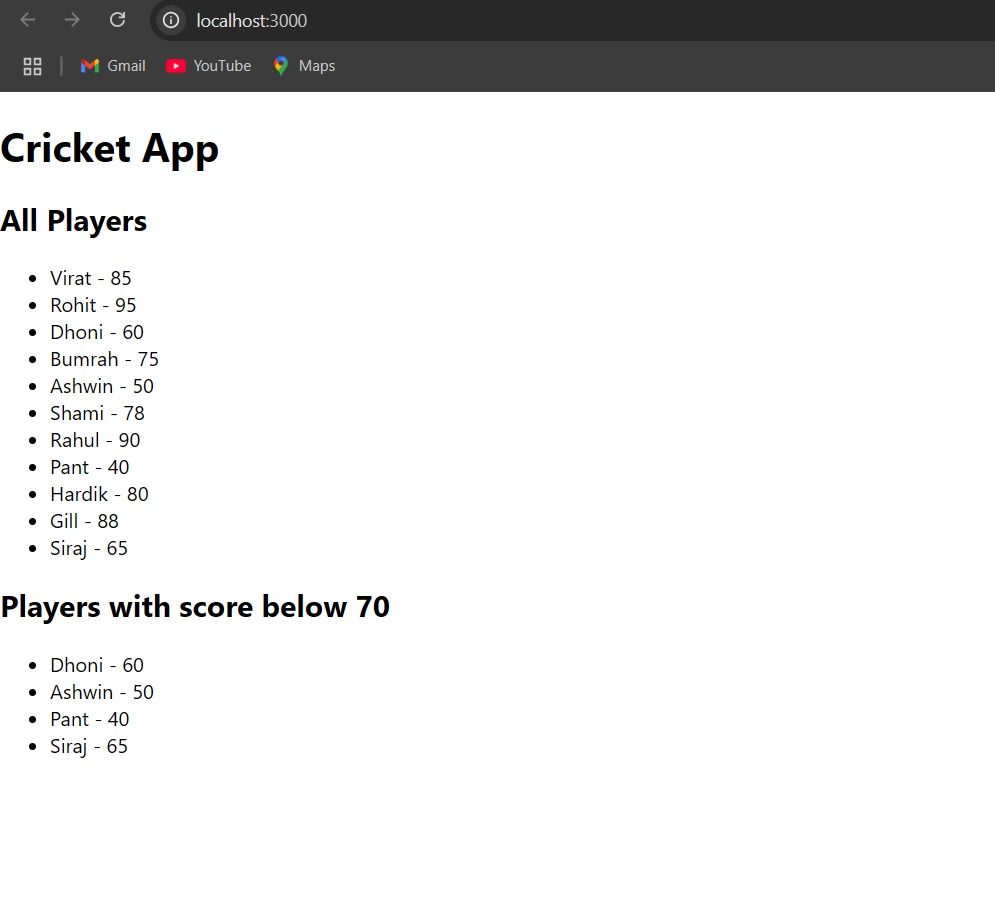 localhost:3000
Gmail YouTube Maps
Cricket App
All Players
Virat - 85
Rohit - 95
Dhoni - 60
Bumrah - 75
Ashwin - 50
Shami - 78
Rahul - 90
Pant - 40
Hardik - 80
Gill - 88
Siraj - 65
Players with score below 70
Dhoni - 60
Ashwin - 50
Pant - 40
Siraj - 65